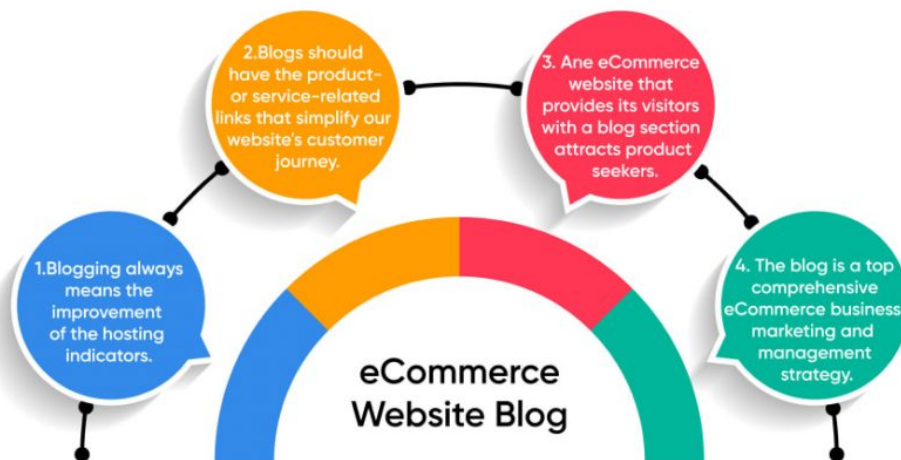 1.Blogging always
means the
improvement
of the hosting
indicators.
2.Blogs should
have the product-
or service-related
links that simplify our
website's customer
journey.
3. Ane eCommerce
website that
provides its visitors
with a blog section
attracts product
seekers.
4. The blog is a top
comprehensive
eCommerce business
marketing and
management
strategy.
eCommerce
Website Blog